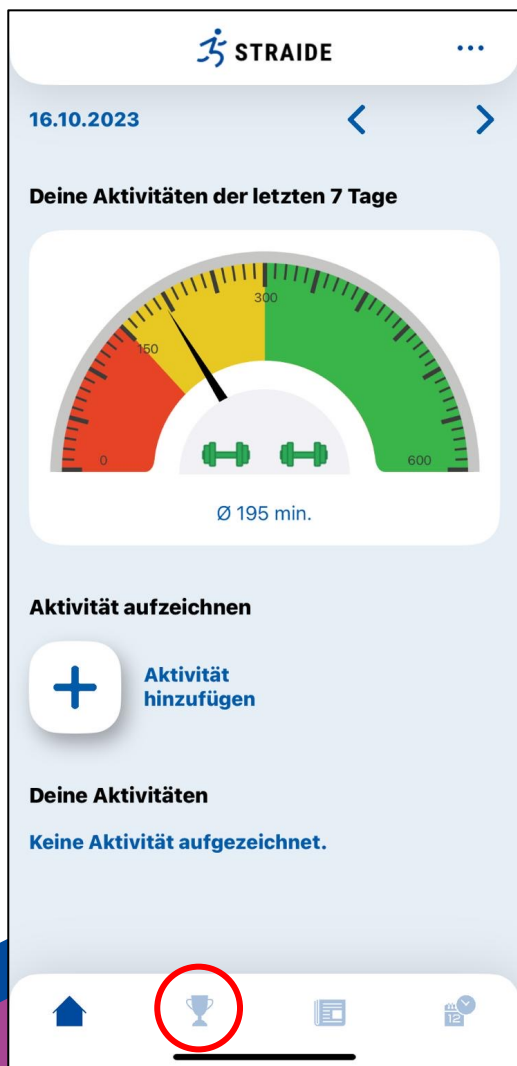 STRAIDE
16.10.2023
Deine Aktivitäten der letzten 7 Tage
0
150
300
600
Ø 195 min.
Aktivität aufzeichnen
Aktivität
hinzufügen
Deine Aktivitäten
Keine Aktivität aufgezeichnet.
12